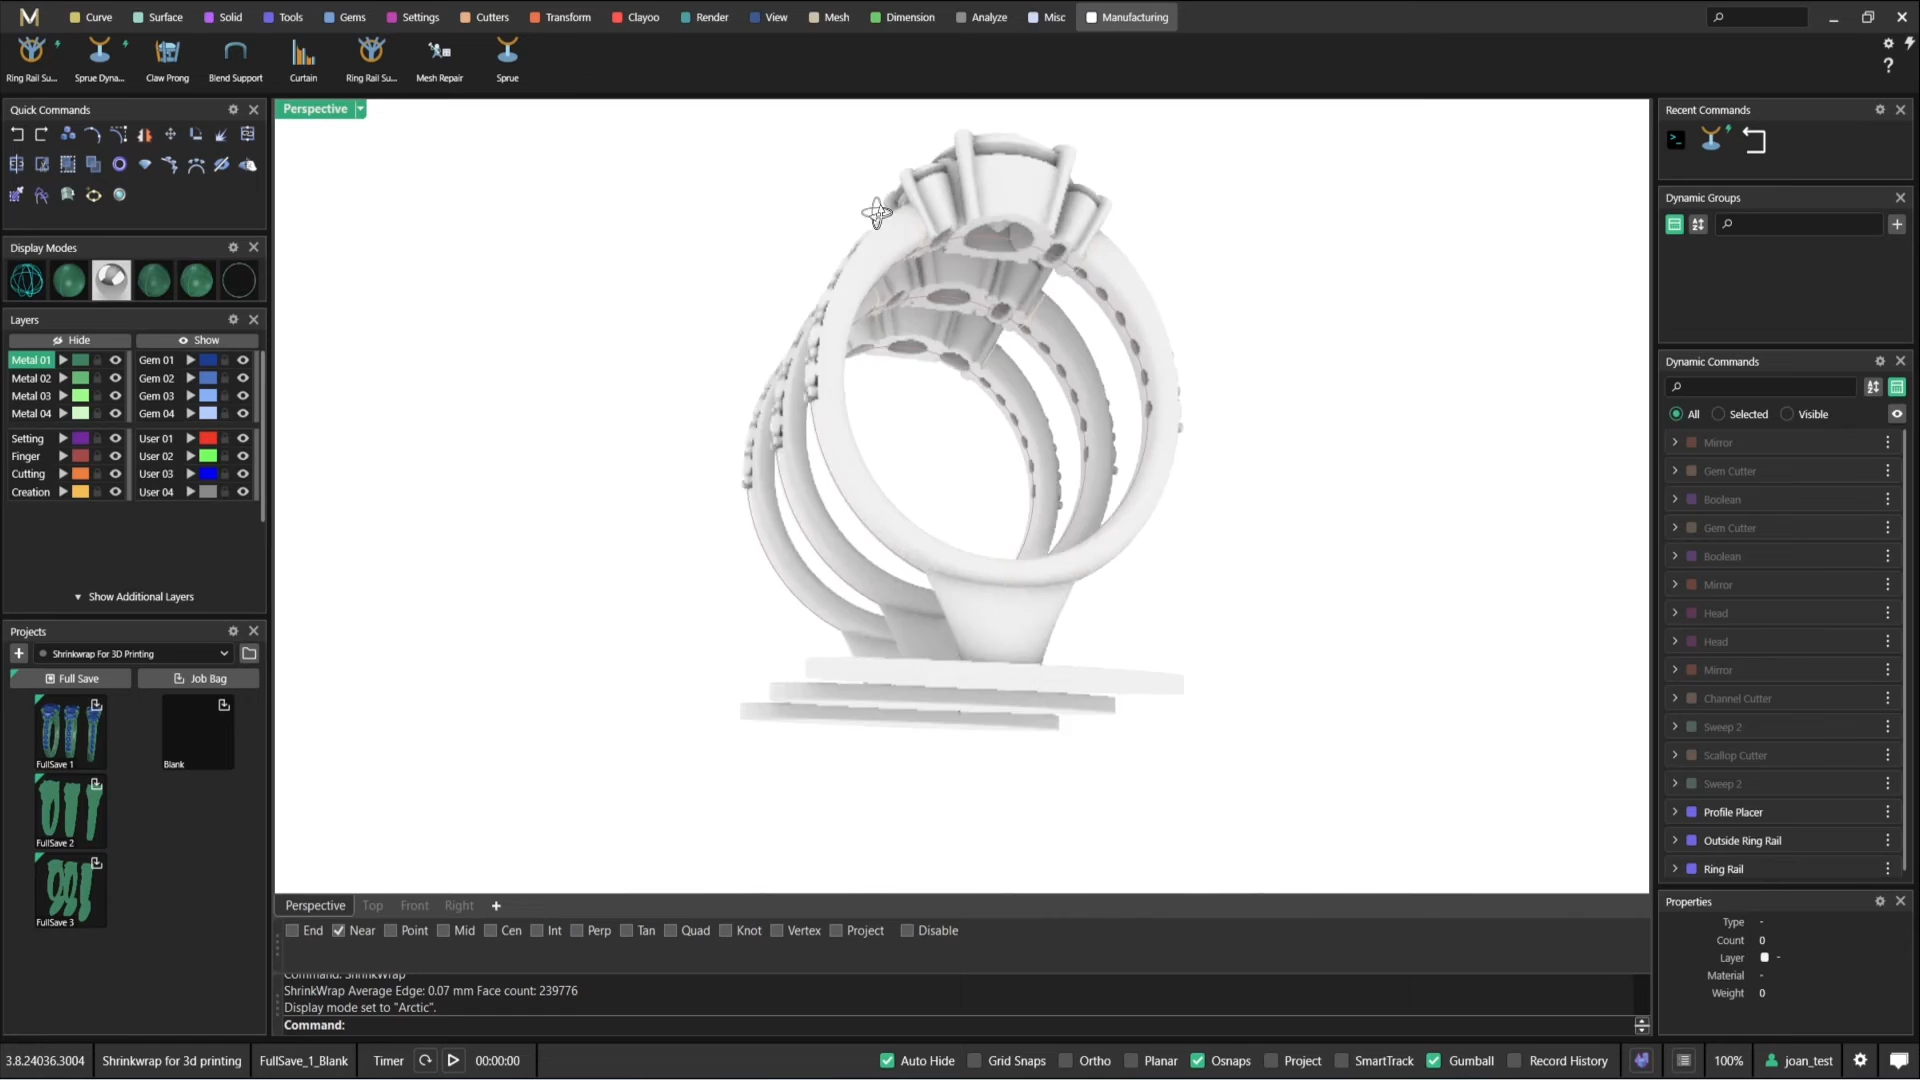 Curve Surface Solid Tools Gems Settings Cutters Transform Clayoo Render View Mesh Dimension Analyze Misc Manufacturing
Ring Rail Su... Sprue Dyna... Claw Prong Blend Support Curtain Ring Rail Su... Mesh Repair Sprue
Quick Commands
Display Modes
Layers
Hide Show
Metal 01 Gem 01
Metal 02 Gem 02
Metal 03 Gem 03
Metal 04 Gem 04
Setting User 01
Finger User 02
Cutting User 03
Creation User 04
Show Additional Layers
Projects
Shrinkwrap For 3D Printing
Full Save Job Bag
FullSave 1 Blank
FullSave 2
FullSave 3
Perspective
Perspective Top Front Right
End Near Point Mid Cen Int Perp Tan Quad Knot Vertex Project Disable
Command: ShrinkWrap
ShrinkWrap Average Edge: 0.07 mm Face count: 239776
Display mode set to "Arctic".
Command:
Recent Commands
Dynamic Groups
Dynamic Commands
All Selected Visible
Mirror
Gem Cutter
Boolean
Gem Cutter
Boolean
Mirror
Head
Head
Mirror
Channel Cutter
Sweep 2
Scallop Cutter
Sweep 2
Profile Placer
Outside Ring Rail
Ring Rail
Properties
Type -
Count 0
Layer -
Material -
Weight 0
3.8.24036.3004 Shrinkwrap for 3d printing FullSave_1_Blank Timer 00:00:00 Auto Hide Grid Snaps Ortho Planar Osnaps Project SmartTrack Gumball Record History 100% joan_test